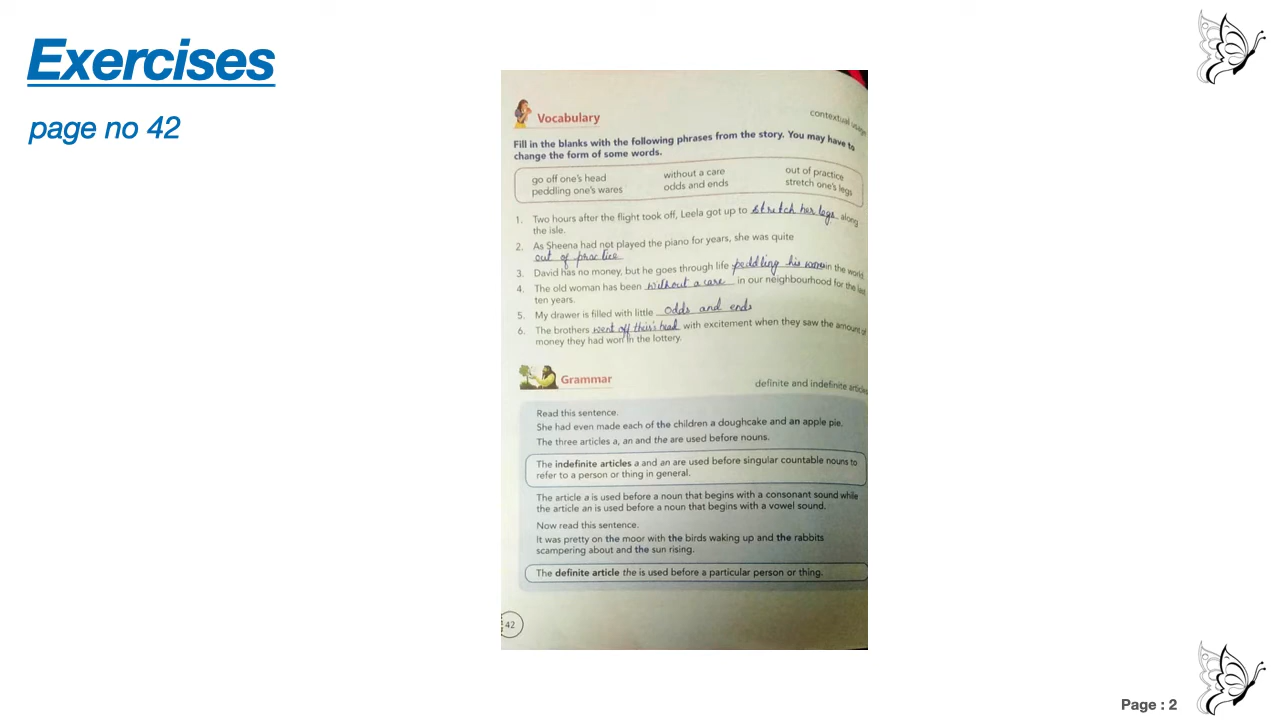 Exercises
page no 42
Vocabulary
contextual usage
Fill in the blanks with the following phrases from the story. You may have to
change the form of some words.
go off one's head without a care out of practice
peddling one's wares odds and ends stretch one's legs
1. Two hours after the flight took off, Leela got up to stretch her legs along
the isle.
2. As Sheena had not played the piano for years, she was quite
out of practice
3. David has no money, but he goes through life peddling his wares in the world.
4. The old woman has been without a care in our neighbourhood for the last
ten years.
5. My drawer is filled with little odds and ends
6. The brothers went off their's head with excitement when they saw the amount of
money they had won in the lottery.
Grammar
definite and indefinite articles
Read this sentence.
She had even made each of the children a doughcake and an apple pie.
The three articles a, an and the are used before nouns.
The indefinite articles a and an are used before singular countable nouns to
refer to a person or thing in general.
The article a is used before a noun that begins with a consonant sound while
the article an is used before a noun that begins with a vowel sound.
Now read this sentence.
It was pretty on the moor with the birds waking up and the rabbits
scampering about and the sun rising.
The definite article the is used before a particular person or thing.
42
Page : 2